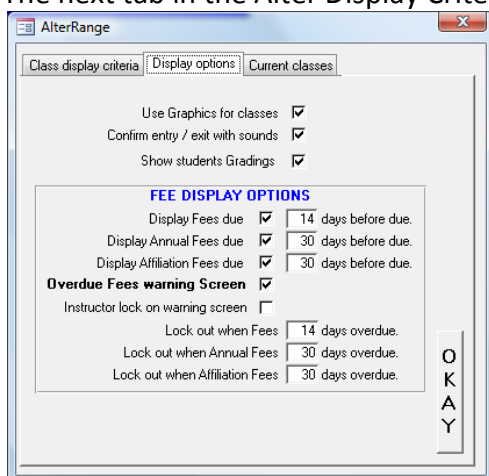 The next tab in the Alter Display Crite
AlterRange
X
Class display criteria Display options Current classes
Use Graphics for classes
Confirm entry / exit with sounds
Show students Gradings
FEE DISPLAY OPTIONS
Display Fees due 14 days before due.
Display Annual Fees due 30 days before due.
Display Affiliation Fees due 30 days before due.
Overdue Fees warning Screen
Instructor lock on warning screen
Lock out when Fees 14 days overdue.
Lock out when Annual Fees 30 days overdue.
Lock out when Affiliation Fees 30 days overdue.
OKAY